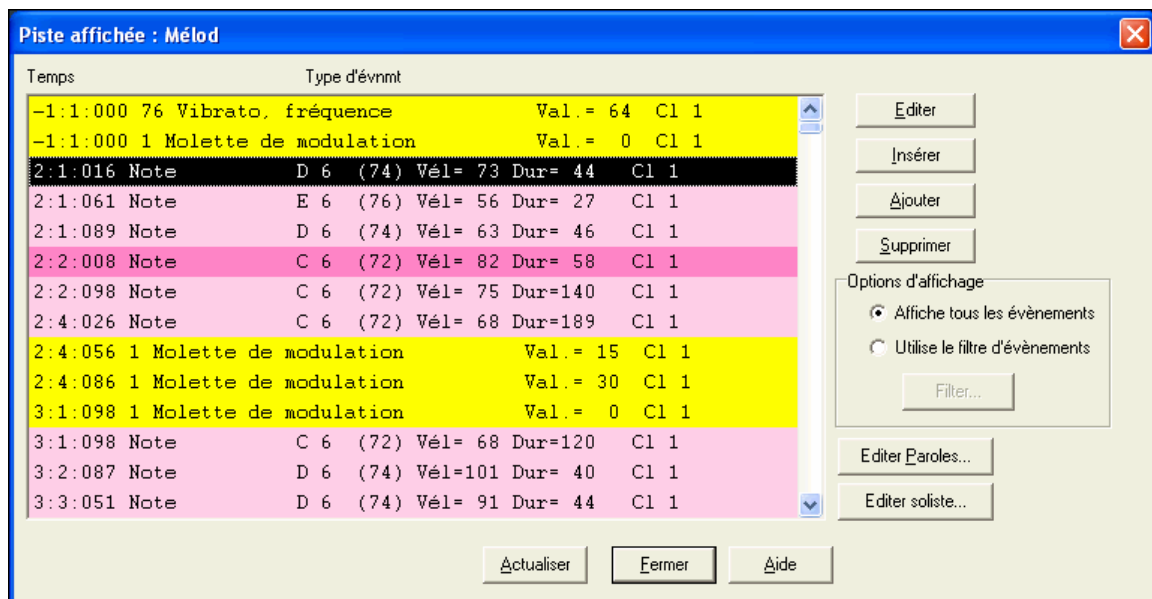 Piste affichée : Mélod
Temps Type d'évnmt
-1:1:000 76 Vibrato, fréquence Val.= 64 Cl 1
-1:1:000 1 Molette de modulation Val.= 0 Cl 1
2:1:016 Note D 6 (74) Vél= 73 Dur= 44 Cl 1
2:1:061 Note E 6 (76) Vél= 56 Dur= 27 Cl 1
2:1:089 Note D 6 (74) Vél= 63 Dur= 46 Cl 1
2:2:008 Note C 6 (72) Vél= 82 Dur= 58 Cl 1
2:2:098 Note C 6 (72) Vél= 75 Dur=140 Cl 1
2:4:026 Note C 6 (72) Vél= 68 Dur=189 Cl 1
2:4:056 1 Molette de modulation Val.= 15 Cl 1
2:4:086 1 Molette de modulation Val.= 30 Cl 1
3:1:098 1 Molette de modulation Val.= 0 Cl 1
3:1:098 Note C 6 (72) Vél= 68 Dur=120 Cl 1
3:2:087 Note D 6 (74) Vél=101 Dur= 40 Cl 1
3:3:051 Note D 6 (74) Vél= 91 Dur= 44 Cl 1
Editer
Insérer
Ajouter
Supprimer
Options d'affichage
Affiche tous les évènements
Utilise le filtre d'évènements
Filter...
Editer Paroles...
Editer soliste...
Actualiser Fermer Aide